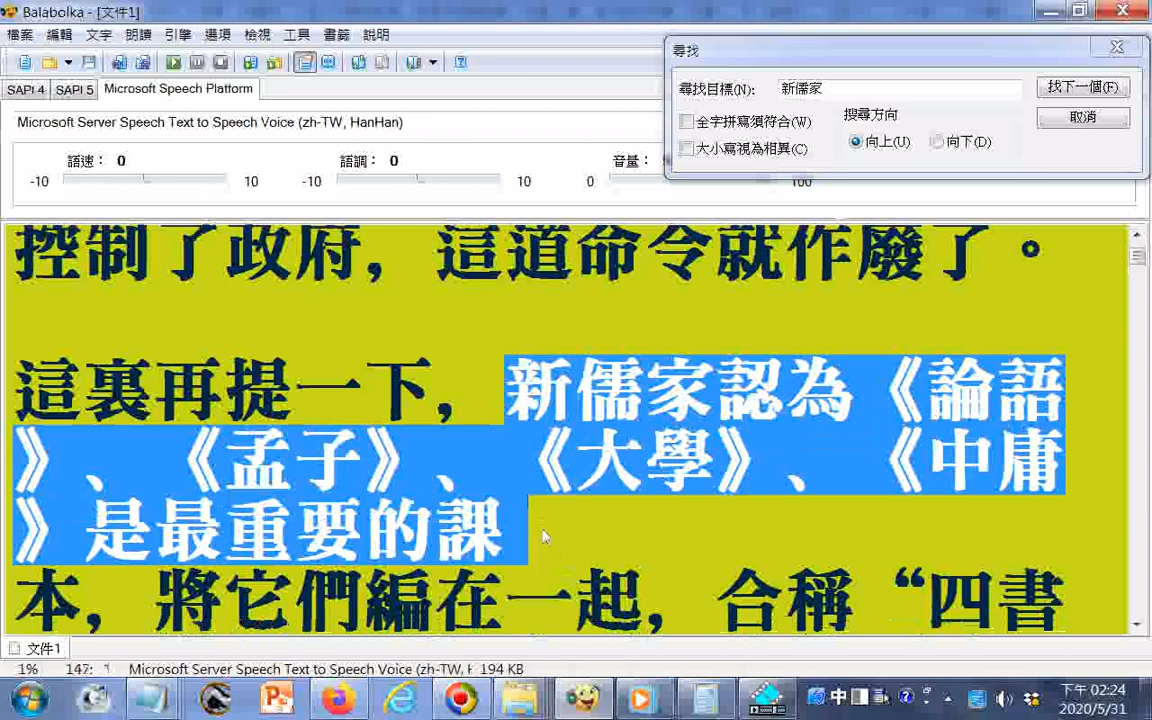 Balabolka - [文件1]
檔案 編輯 文字 朗讀 引擎 選項 檢視 工具 書籤 說明
SAPI 4 SAPI 5 Microsoft Speech Platform
Microsoft Server Speech Text to Speech Voice (zh-TW, HanHan)
語速： 0 語調： 0 音量：
-10 10 -10 10 0 100
尋找
尋找目標(N): 新儒家 找下一個(F)
全字拼寫須符合(W) 搜尋方向 取消
大小寫視為相異(C) 向上(U) 向下(D)
控制了政府，這道命令就作廢了。
這裏再提一下，新儒家認為《論語
》、《孟子》、《大學》、《中庸
》是最重要的課
本，將它們編在一起，合稱“四書
文件1
1% 147: Microsoft Server Speech Text to Speech Voice (zh-TW, 194 KB
中 下午 02:24
2020/5/31